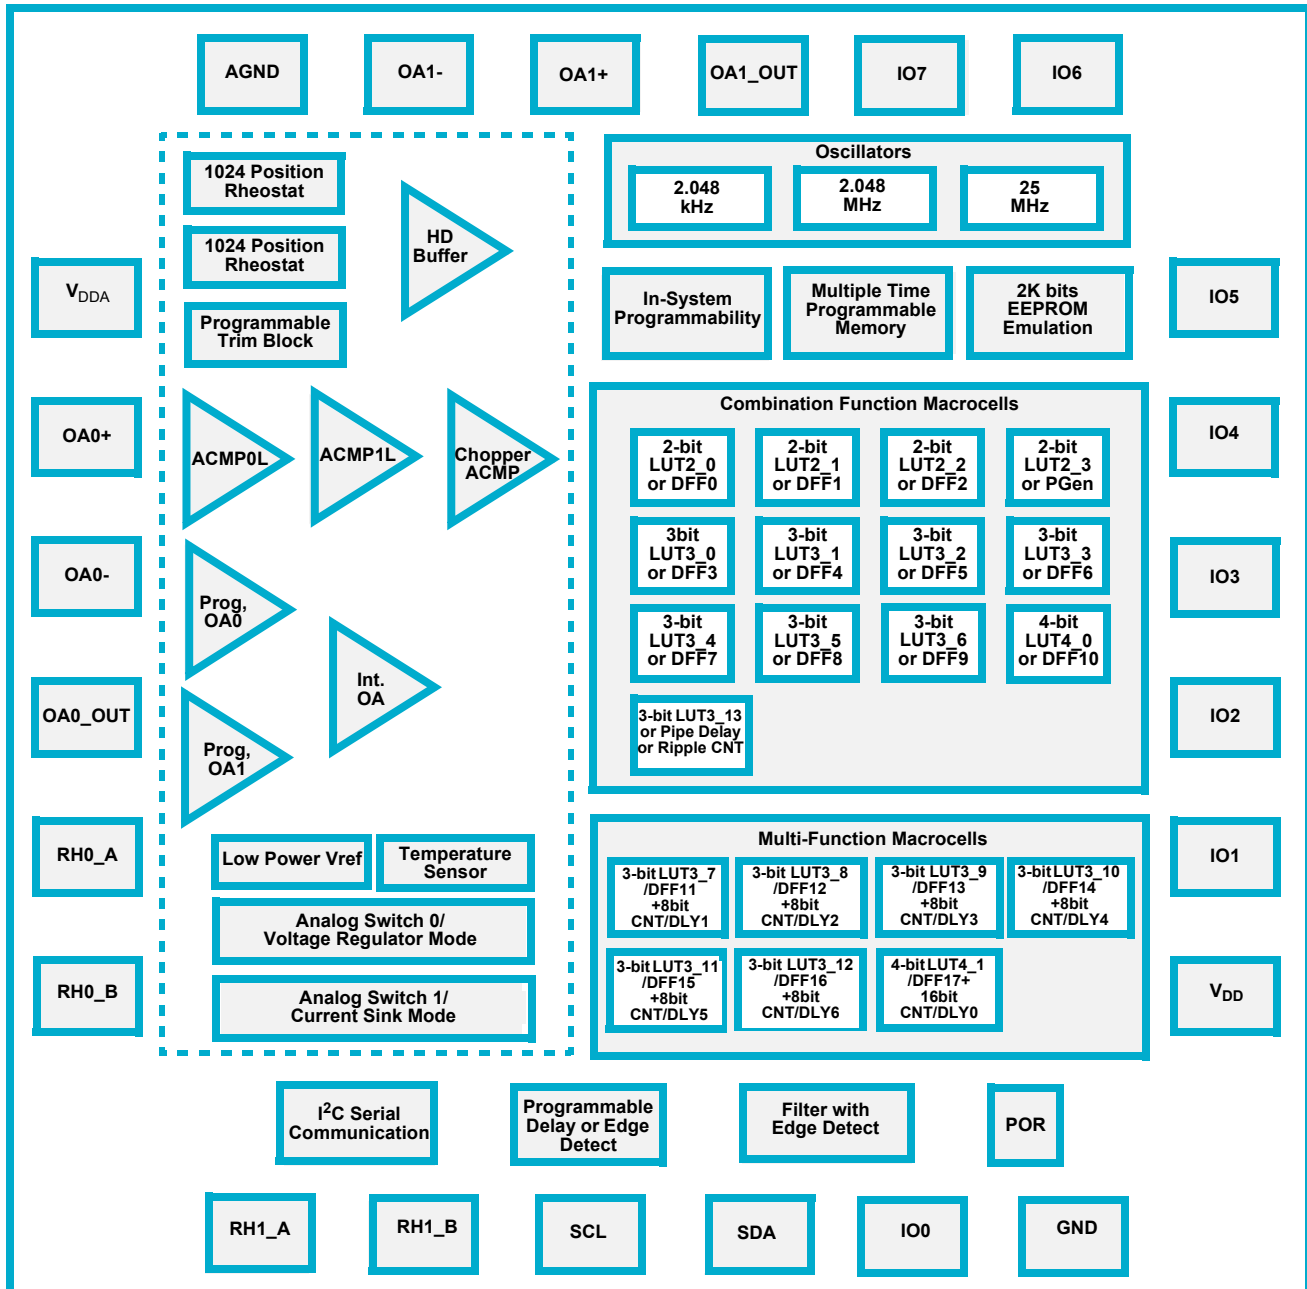 AGND
OA1-
OA1+
OA1_OUT
IO7
IO6
1024 Position
Rheostat
1024 Position
Rheostat
Programmable
Trim Block
HD
Buffer
Oscillators
2.048
kHz
2.048
MHz
25
MHz
In-System
Programmability
Multiple Time
Programmable
Memory
2K bits
EEPROM
Emulation
VDDA
OA0+
OA0-
OA0_OUT
RH0_A
RH0_B
IO5
IO4
IO3
IO2
IO1
VDD
ACMP0L
ACMP1L
Chopper
ACMP
Prog,
OA0
Int.
OA
Prog,
OA1
Low Power Vref
Temperature
Sensor
Analog Switch 0/
Voltage Regulator Mode
Analog Switch 1/
Current Sink Mode
Combination Function Macrocells
2-bit
LUT2_0
or DFF0
2-bit
LUT2_1
or DFF1
2-bit
LUT2_2
or DFF2
2-bit
LUT2_3
or PGen
3bit
LUT3_0
or DFF3
3-bit
LUT3_1
or DFF4
3-bit
LUT3_2
or DFF5
3-bit
LUT3_3
or DFF6
3-bit
LUT3_4
or DFF7
3-bit
LUT3_5
or DFF8
3-bit
LUT3_6
or DFF9
4-bit
LUT4_0
or DFF10
3-bit LUT3_13
or Pipe Delay
or Ripple CNT
Multi-Function Macrocells
3-bit LUT3_7
/DFF11
+8bit
CNT/DLY1
3-bit LUT3_8
/DFF12
+8bit
CNT/DLY2
3-bit LUT3_9
/DFF13
+8bit
CNT/DLY3
3-bit LUT3_10
/DFF14
+8bit
CNT/DLY4
3-bit LUT3_11
/DFF15
+8bit
CNT/DLY5
3-bit LUT3_12
/DFF16
+8bit
CNT/DLY6
4-bit LUT4_1
/DFF17+
16bit
CNT/DLY0
I2C Serial
Communication
Programmable
Delay or Edge
Detect
Filter with
Edge Detect
POR
RH1_A
RH1_B
SCL
SDA
IO0
GND